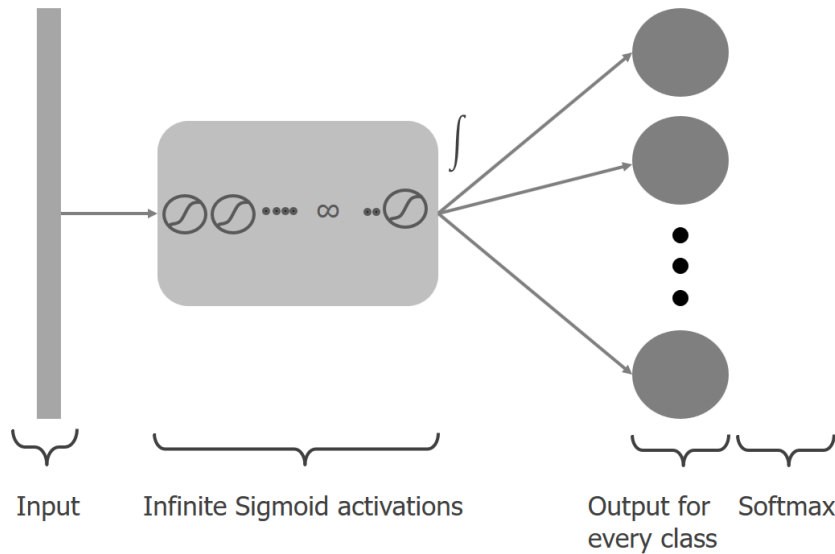 ∫
∞
Input
Infinite Sigmoid activations
Output for
every class
Softmax